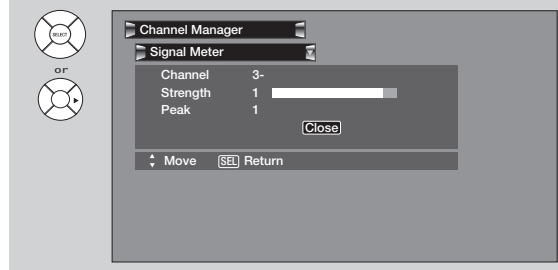 SELECT
or
Channel Manager
Signal Meter
Channel 3-
Strength 1
Peak 1
Close
Move SEL Return